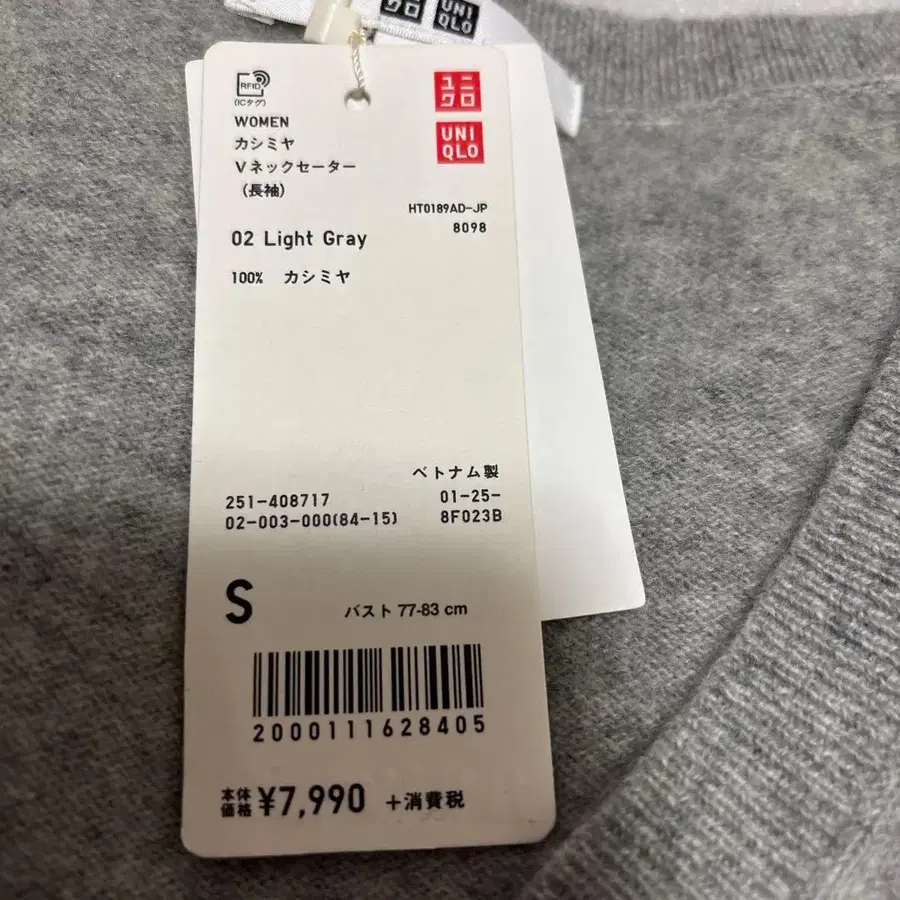 クロ
UNI
QLO
RFID
(ICタグ)
WOMEN
カシミヤ
Vネックセーター
(長袖)
ユニ
クロ
UNI
QLO
HT0189AD-JP
8098
02 Light Gray
100% カシミヤ
ベトナム製
251-408717
01-25-
02-003-000(84-15)
8F023B
S
バスト 77-83 cm
2000111628405
本体
価格
¥7,990 +消費税